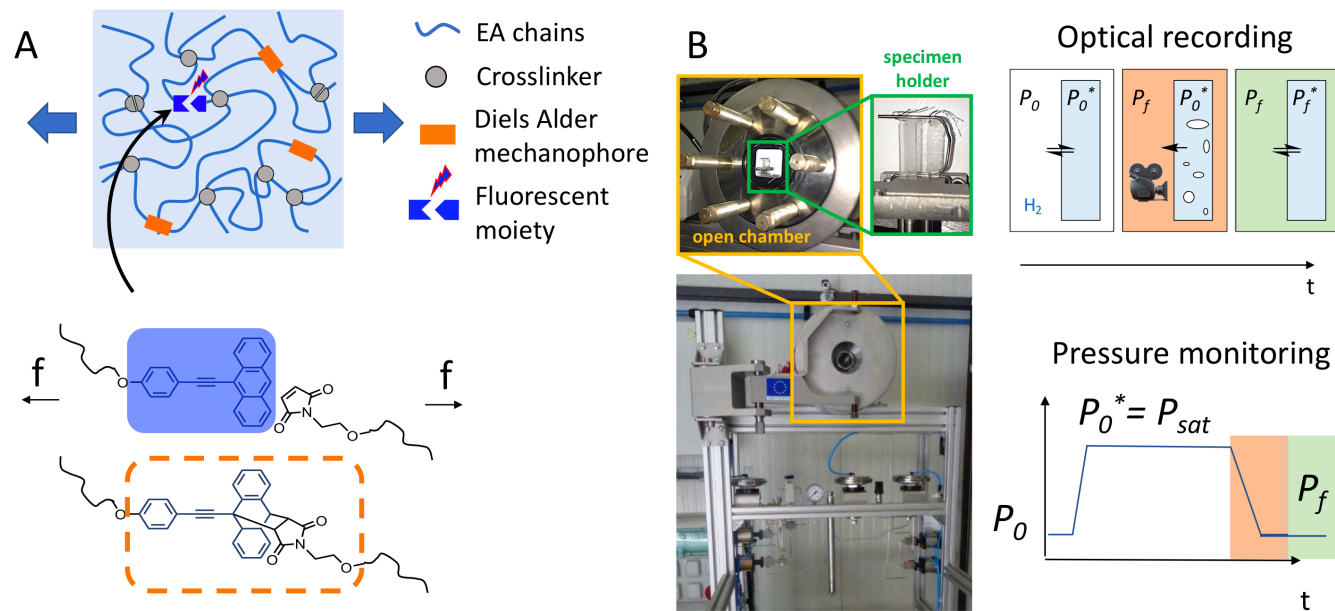 A
EA chains
Crosslinker
Diels Alder
mechanophore
Fluorescent
moiety
f
f
O
O
N
O
O
O
O
N
O
O
B
specimen
holder
open chamber
Optical recording
P0
P0*
H2
Pf
P0*
Pf
Pf*
t
Pressure monitoring
P0* = Psat
P0
Pf
t